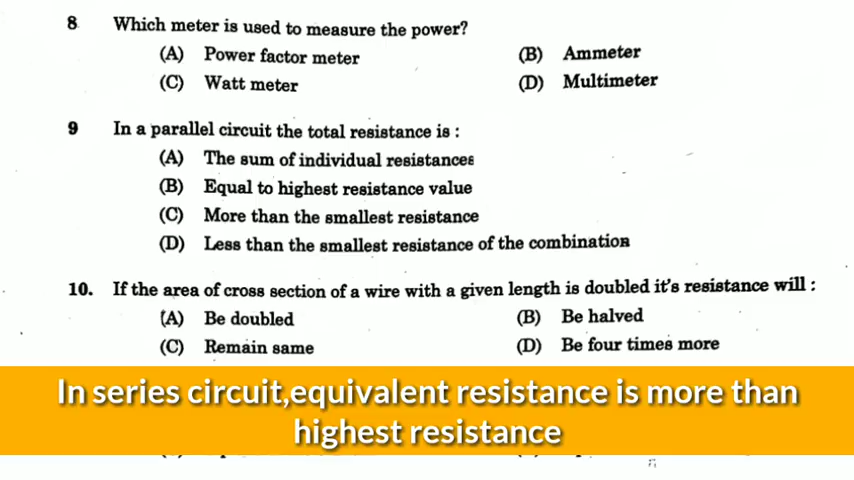 8 Which meter is used to measure the power?
(A) Power factor meter (B) Ammeter
(C) Watt meter (D) Multimeter
9 In a parallel circuit the total resistance is :
(A) The sum of individual resistances
(B) Equal to highest resistance value
(C) More than the smallest resistance
(D) Less than the smallest resistance of the combination
10. If the area of cross section of a wire with a given length is doubled it's resistance will :
(A) Be doubled (B) Be halved
(C) Remain same (D) Be four times more
In series circuit,equivalent resistance is more than
highest resistance